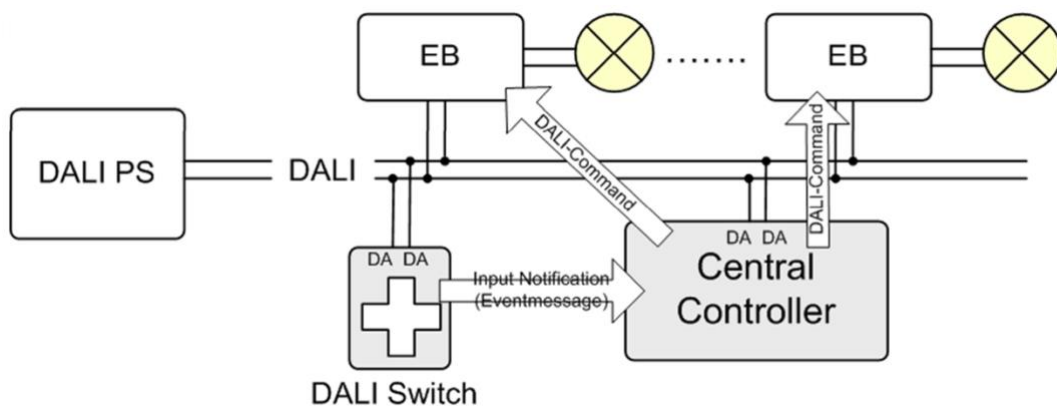 EB
EB
DALI PS
DALI
DALI-Command
DALI-Command
DA DA
DA DA
Input Notification
(Eventmessage)
Central
Controller
DALI Switch